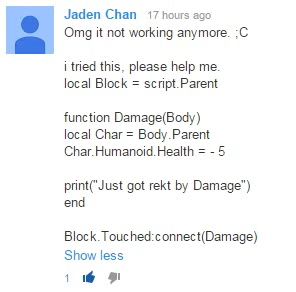 Jaden Chan 17 hours ago
Omg it not working anymore. ;C
i tried this, please help me.
local Block = script.Parent
function Damage(Body)
local Char = Body.Parent
Char.Humanoid.Health = - 5
print("Just got rekt by Damage")
end
Block.Touched:connect(Damage)
Show less
1